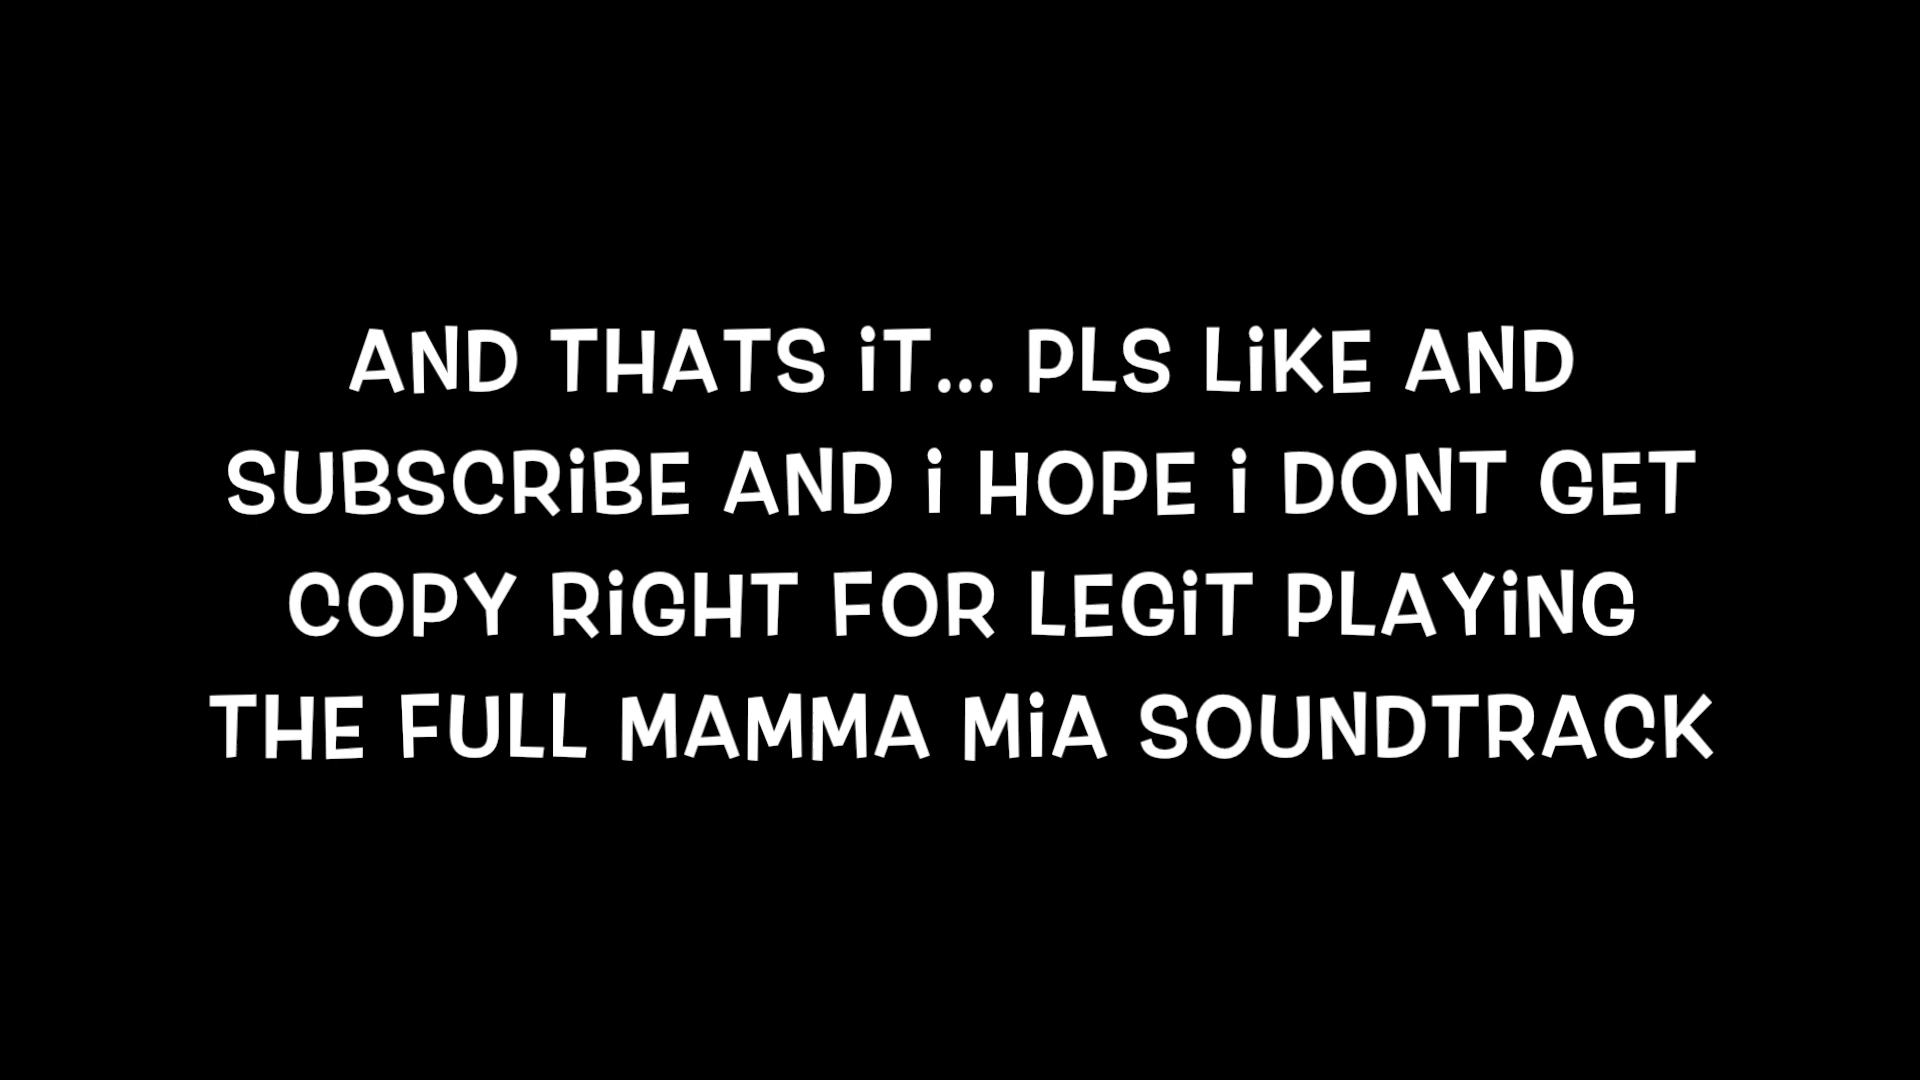 AND THATS iT... PLS LiKE AND
SUBSCRiBE AND i HOPE i DONT GET
COPY RiGHT FOR LEGiT PLAYiNG
THE FULL MAMMA MiA SOUNDTRACK